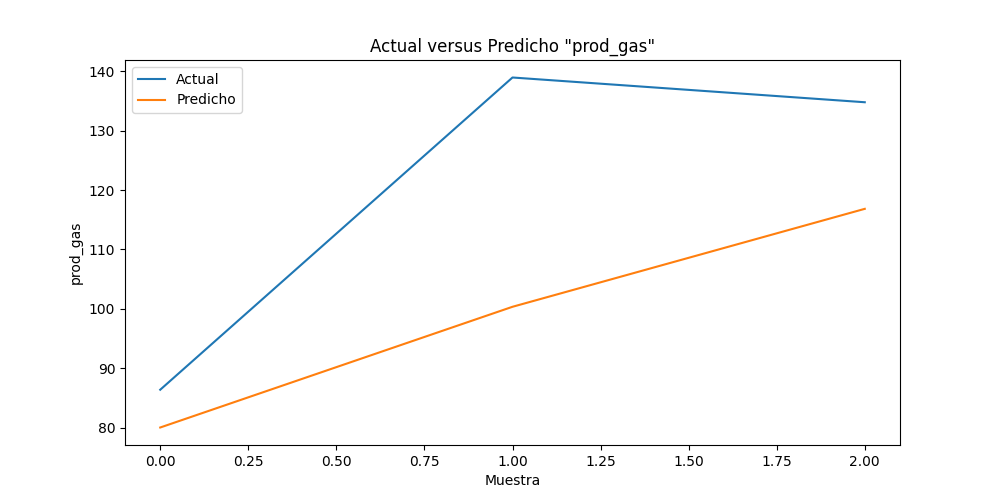 Actual versus Predicho "prod_gas"
Actual
Predicho
prod_gas
140
130
120
110
100
90
80
0.00 0.25 0.50 0.75 1.00 1.25 1.50 1.75 2.00
Muestra